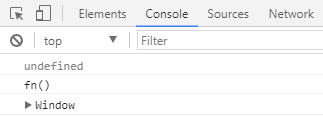 Elements Console Sources Network
top Filter
undefined
fn()
Window